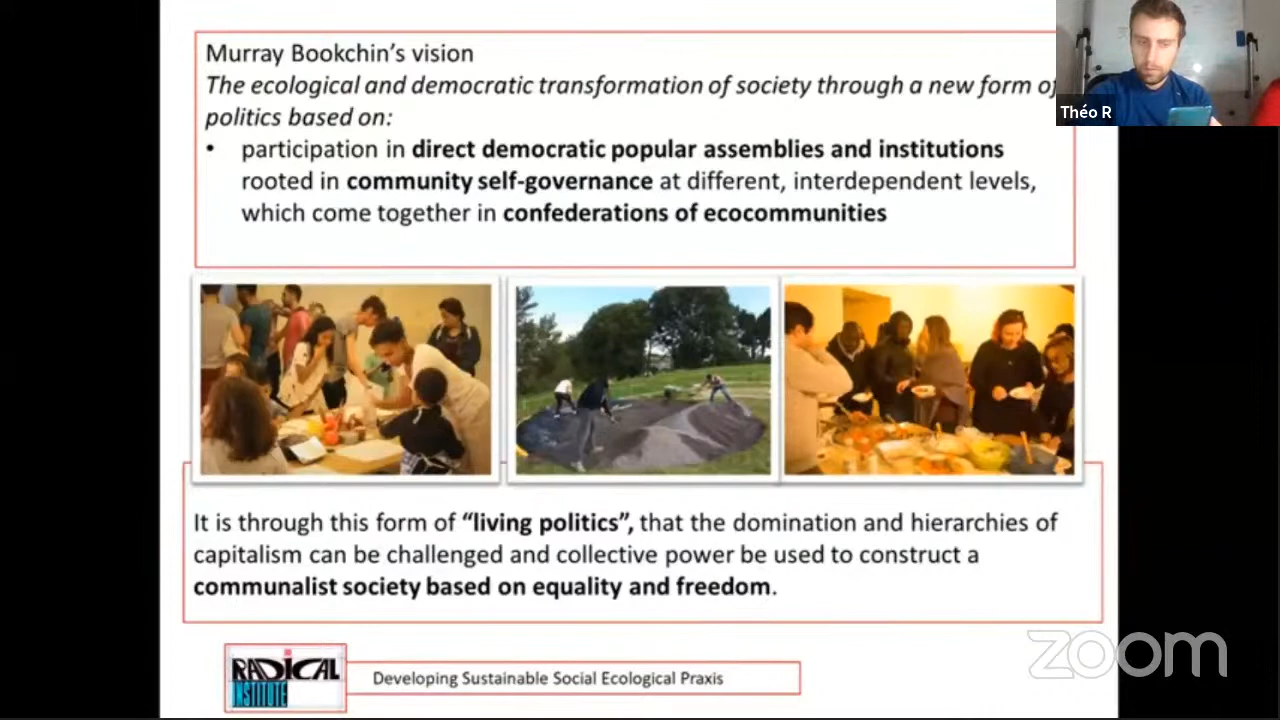 Murray Bookchin’s vision
The ecological and democratic transformation of society through a new form of
politics based on:
• participation in direct democratic popular assemblies and institutions
rooted in community self-governance at different, interdependent levels,
which come together in confederations of ecocommunities
Théo R
It is through this form of “living politics”, that the domination and hierarchies of
capitalism can be challenged and collective power be used to construct a
communalist society based on equality and freedom.
RADiCAL
INSTITUTE
Developing Sustainable Social Ecological Praxis
zoom